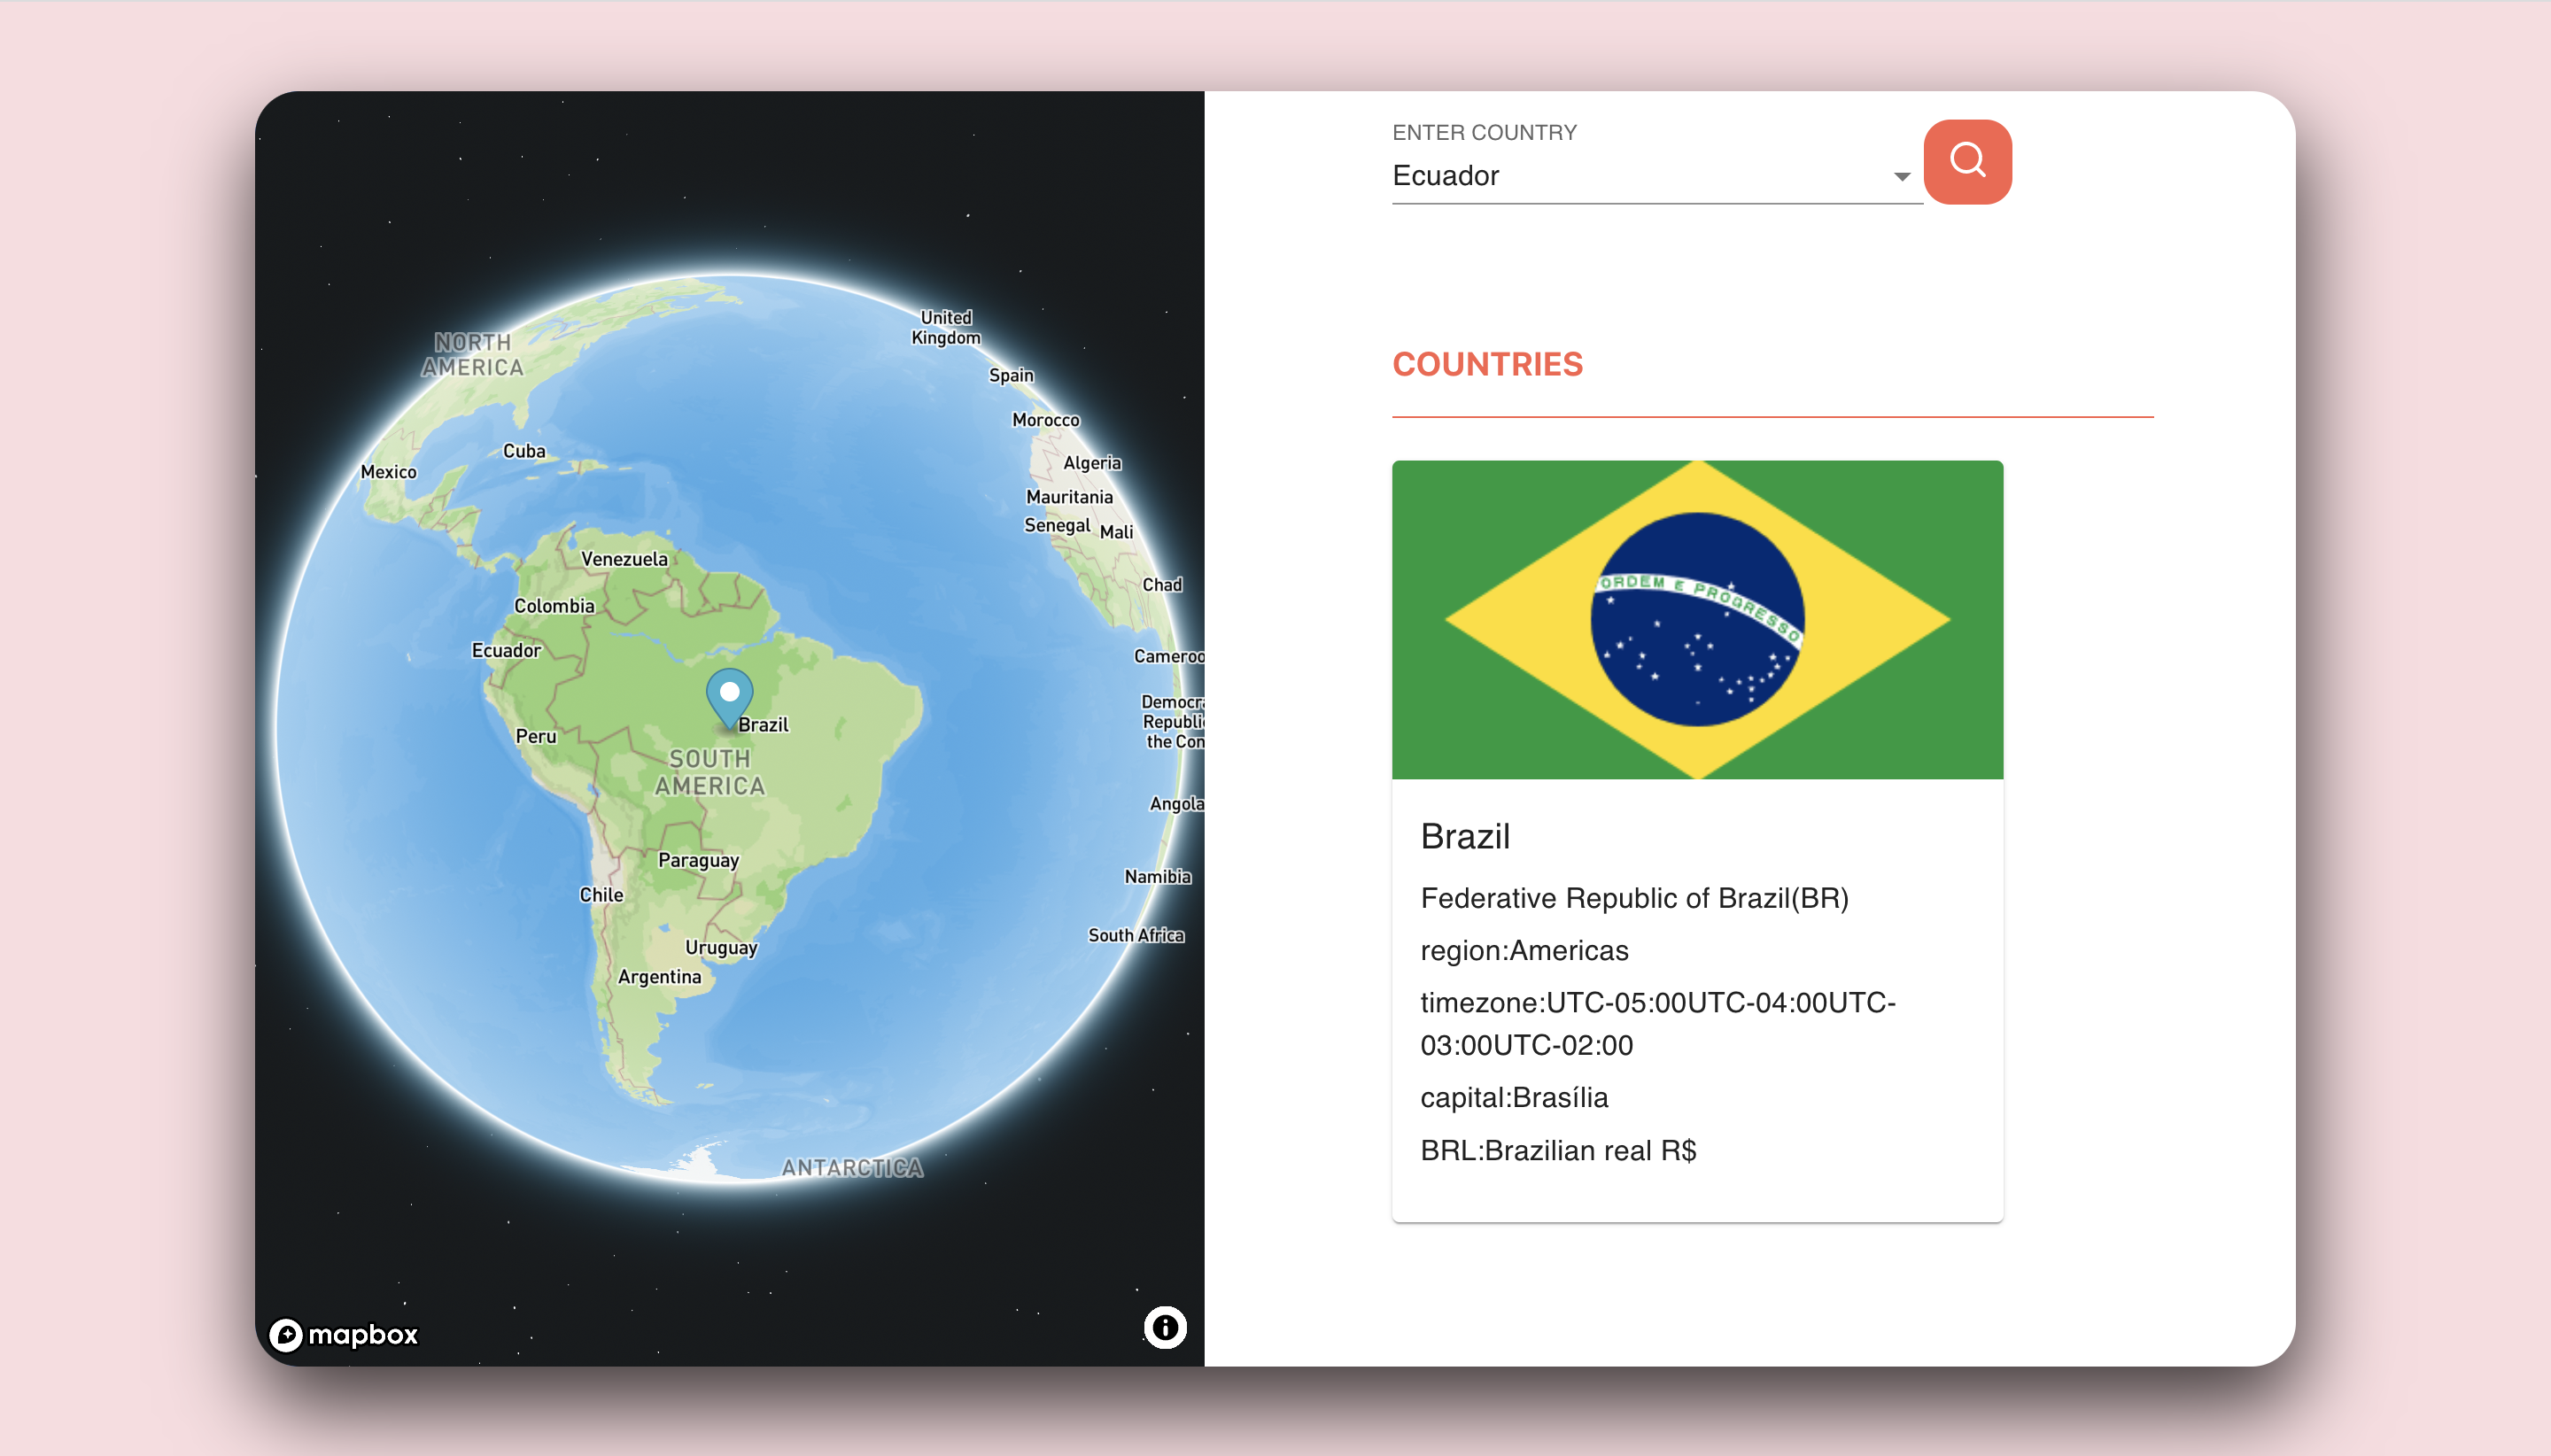 NORTH
AMERICA
United
Kingdom
Spain
Morocco
Cuba
Mexico
Algeria
Mauritania
Senegal
Mali
Venezuela
Chad
Colombia
Ecuador
Cameroo
Democra
Republic
the Con
Brazil
Peru
SOUTH
AMERICA
Angola
Paraguay
Namibia
Chile
South Africa
Uruguay
Argentina
ANTARCTICA
mapbox
ENTER COUNTRY
Ecuador
COUNTRIES
ORDEM E PROGRESSO
Brazil
Federative Republic of Brazil(BR)
region:Americas
timezone:UTC-05:00UTC-04:00UTC-
03:00UTC-02:00
capital:Brasília
BRL:Brazilian real R$